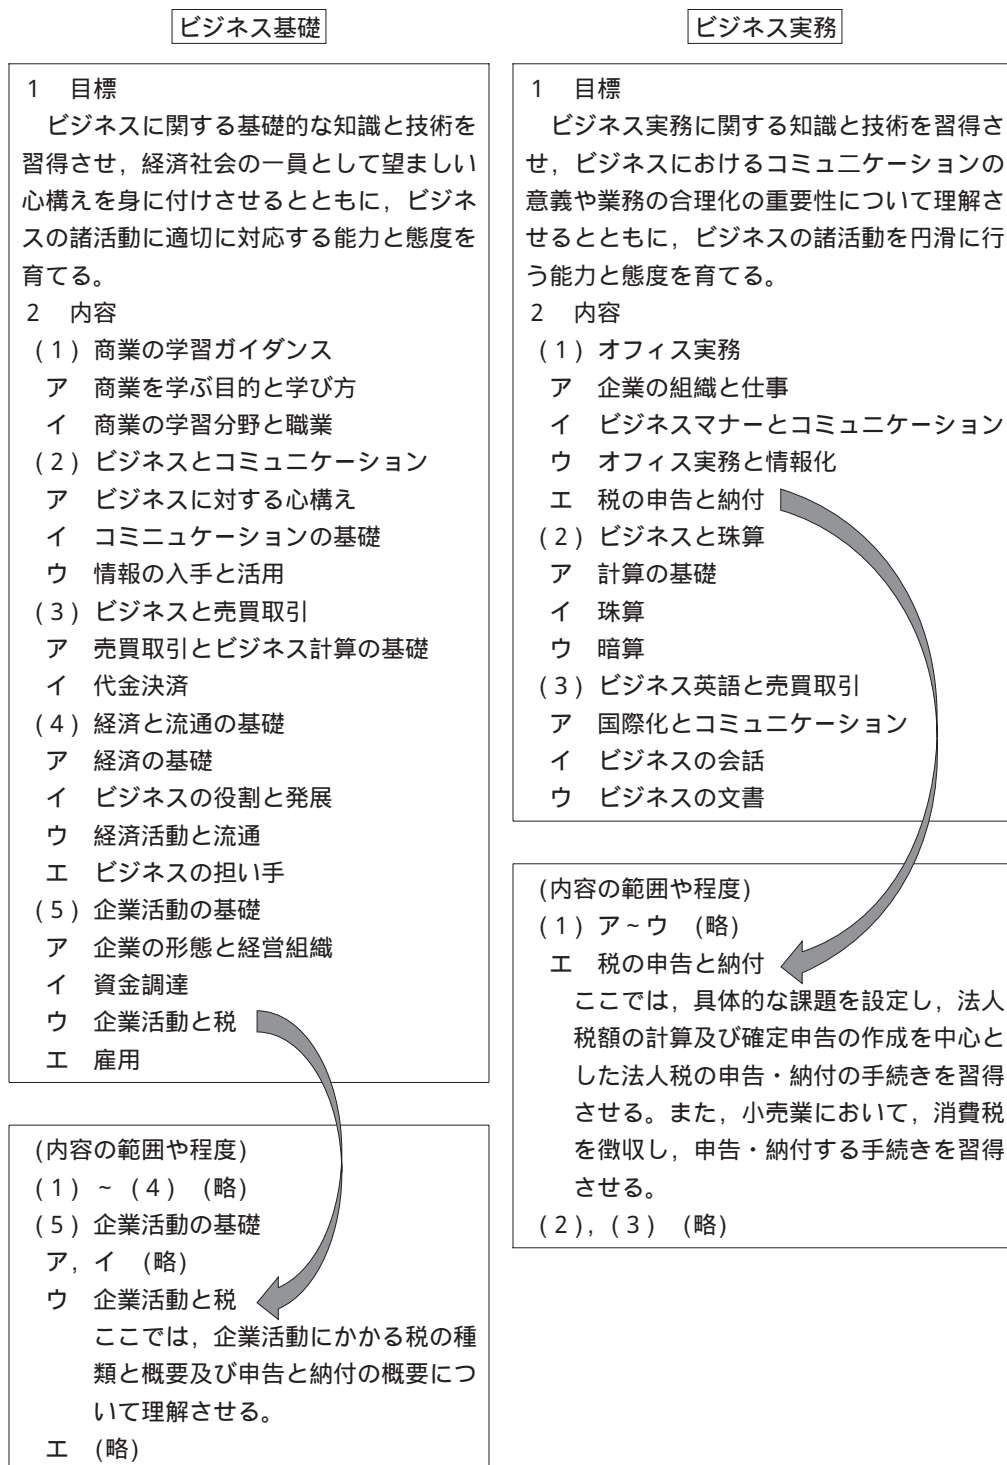 ビジネス基礎
1　目標
　ビジネスに関する基礎的な知識と技術を
習得させ，経済社会の一員として望ましい
心構えを身に付けさせるとともに，ビジネ
スの諸活動に適切に対応する能力と態度を
育てる。
2　内容
(1) 商業の学習ガイダンス
ア　商業を学ぶ目的と学び方
イ　商業の学習分野と職業
(2) ビジネスとコミュニケーション
ア　ビジネスに対する心構え
イ　コミニュケーションの基礎
ウ　情報の入手と活用
(3) ビジネスと売買取引
ア　売買取引とビジネス計算の基礎
イ　代金決済
(4) 経済と流通の基礎
ア　経済の基礎
イ　ビジネスの役割と発展
ウ　経済活動と流通
エ　ビジネスの担い手
(5) 企業活動の基礎
ア　企業の形態と経営組織
イ　資金調達
ウ　企業活動と税
エ　雇用
(内容の範囲や程度)
(1) ~ (4)　(略)
(5) 企業活動の基礎
ア，イ　(略)
ウ　企業活動と税
ここでは，企業活動にかかる税の種
類と概要及び申告と納付の概要につ
いて理解させる。
エ　(略)
ビジネス実務
1　目標
　ビジネス実務に関する知識と技術を習得さ
せ，ビジネスにおけるコミュニケーションの
意義や業務の合理化の重要性について理解さ
せるとともに，ビジネスの諸活動を円滑に行
う能力と態度を育てる。
2　内容
(1) オフィス実務
ア　企業の組織と仕事
イ　ビジネスマナーとコミュニケーション
ウ　オフィス実務と情報化
エ　税の申告と納付
(2) ビジネスと珠算
ア　計算の基礎
イ　珠算
ウ　暗算
(3) ビジネス英語と売買取引
ア　国際化とコミュニケーション
イ　ビジネスの会話
ウ　ビジネスの文書
(内容の範囲や程度)
(1) ア~ウ　(略)
エ　税の申告と納付
ここでは，具体的な課題を設定し，法人
税額の計算及び確定申告の作成を中心と
した法人税の申告・納付の手続きを習得
させる。また，小売業において，消費税
を徴収し，申告・納付する手続きを習得
させる。
(2)，(3)　(略)